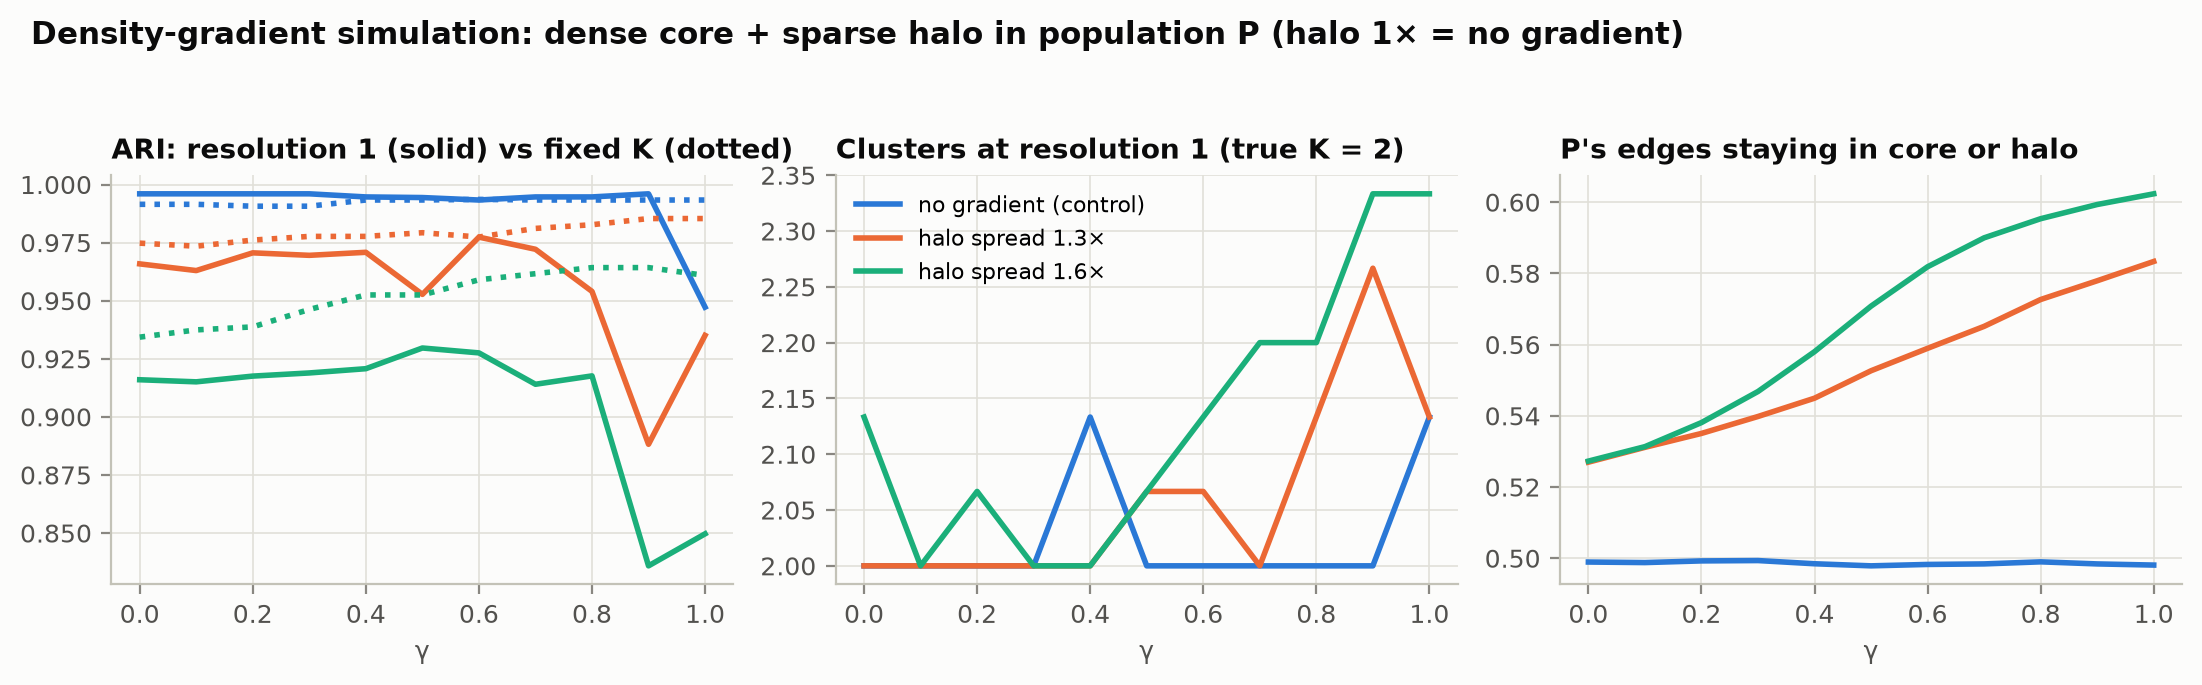 Density-gradient simulation: dense core + sparse halo in population P (halo 1× = no gradient)
ARI: resolution 1 (solid) vs fixed K (dotted)
1.000
0.975
0.950
0.925
0.900
0.875
0.850
0.0 0.2 0.4 0.6 0.8 1.0
γ
Clusters at resolution 1 (true K = 2)
no gradient (control)
halo spread 1.3×
halo spread 1.6×
2.35
2.30
2.25
2.20
2.15
2.10
2.05
2.00
0.0 0.2 0.4 0.6 0.8 1.0
γ
P's edges staying in core or halo
0.60
0.58
0.56
0.54
0.52
0.50
0.0 0.2 0.4 0.6 0.8 1.0
γ